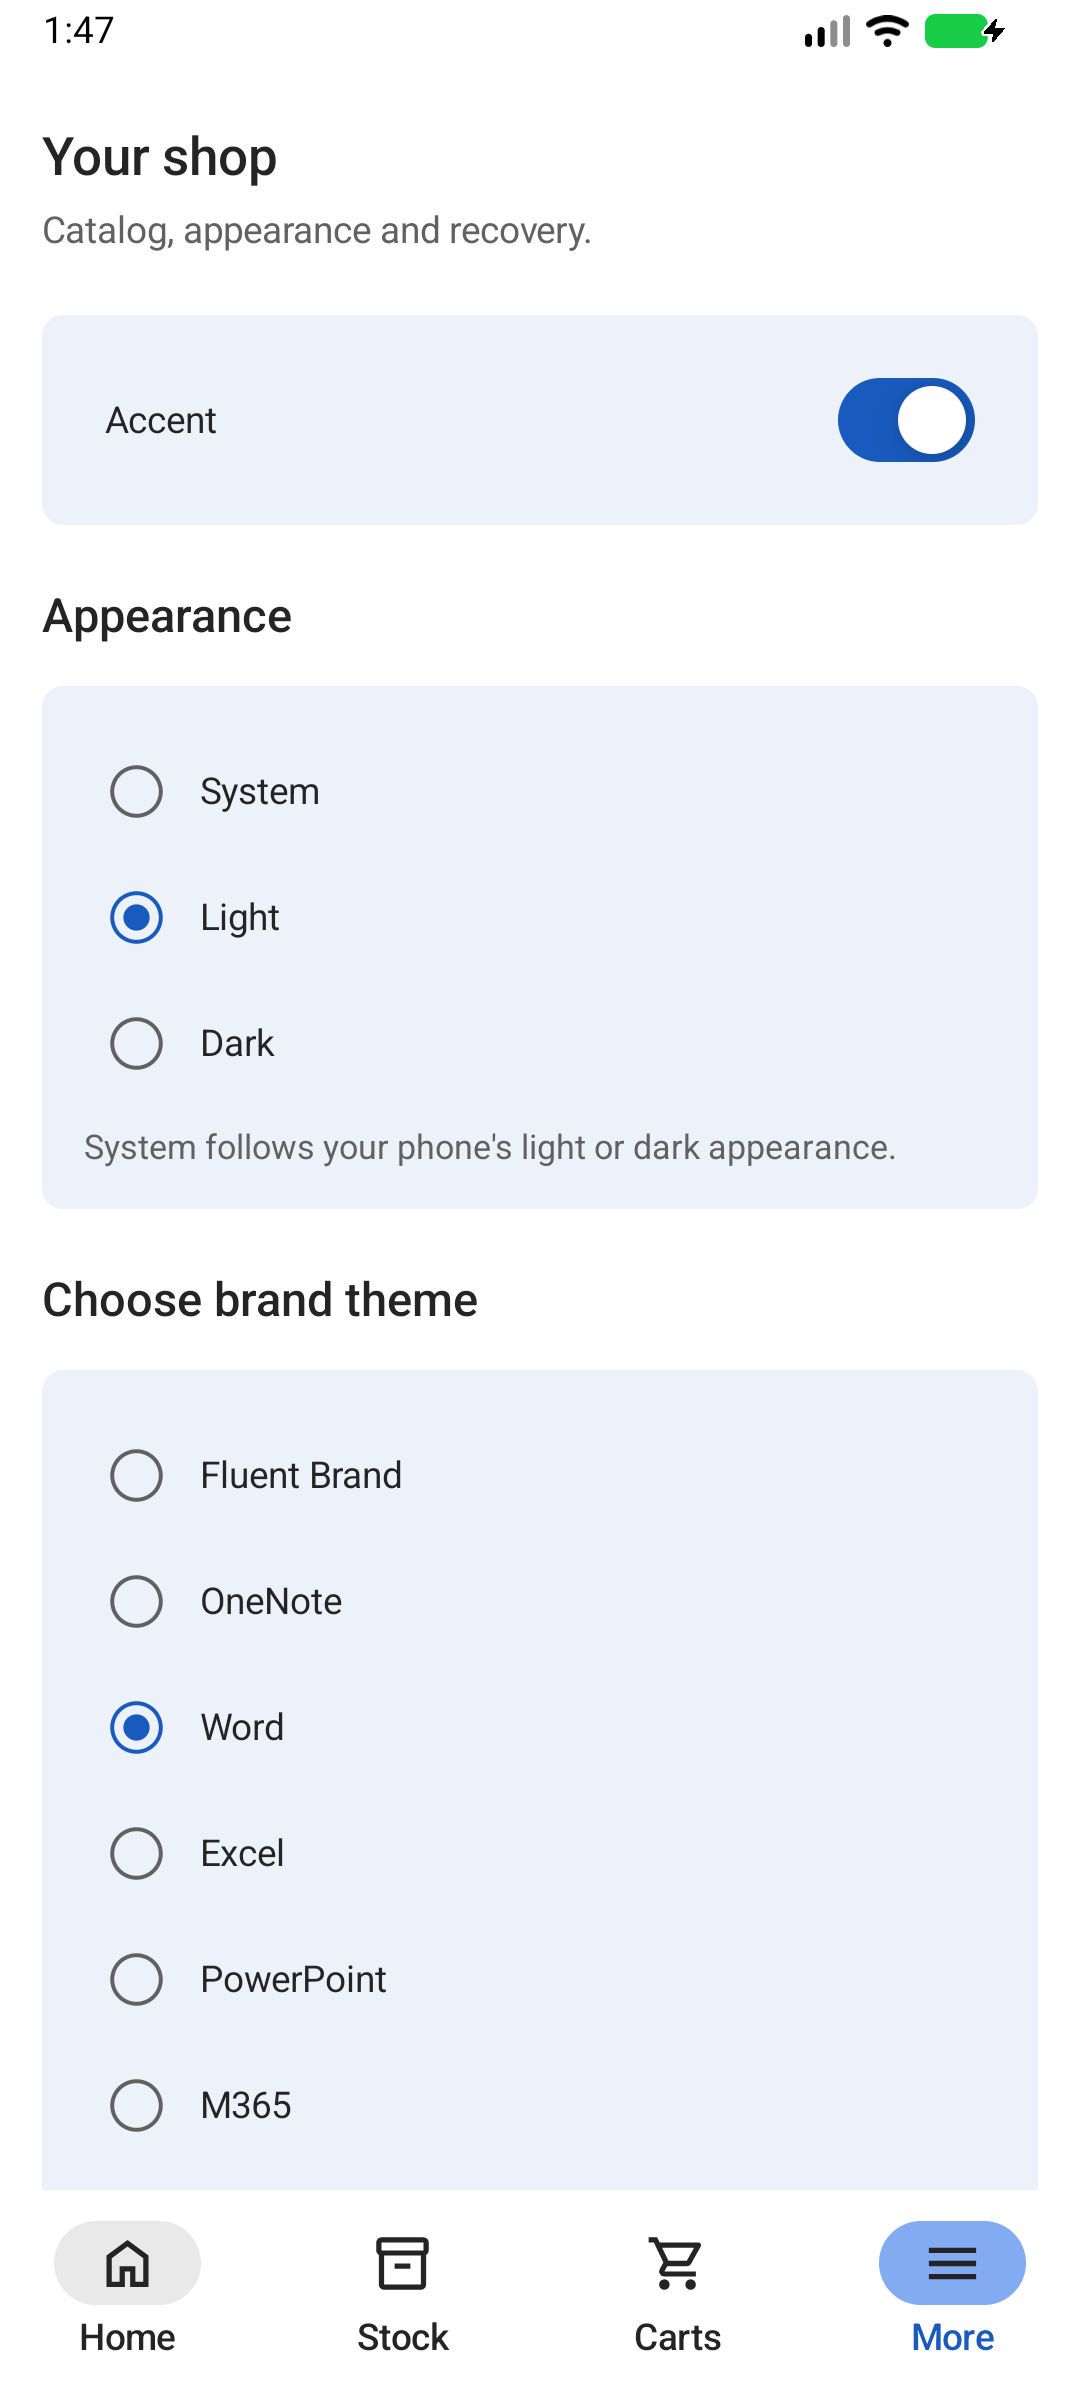 1:47
Your shop
Catalog, appearance and recovery.
Accent
Appearance
System
Light
Dark
System follows your phone's light or dark appearance.
Choose brand theme
Fluent Brand
OneNote
Word
Excel
PowerPoint
M365
Home
Stock
Carts
More